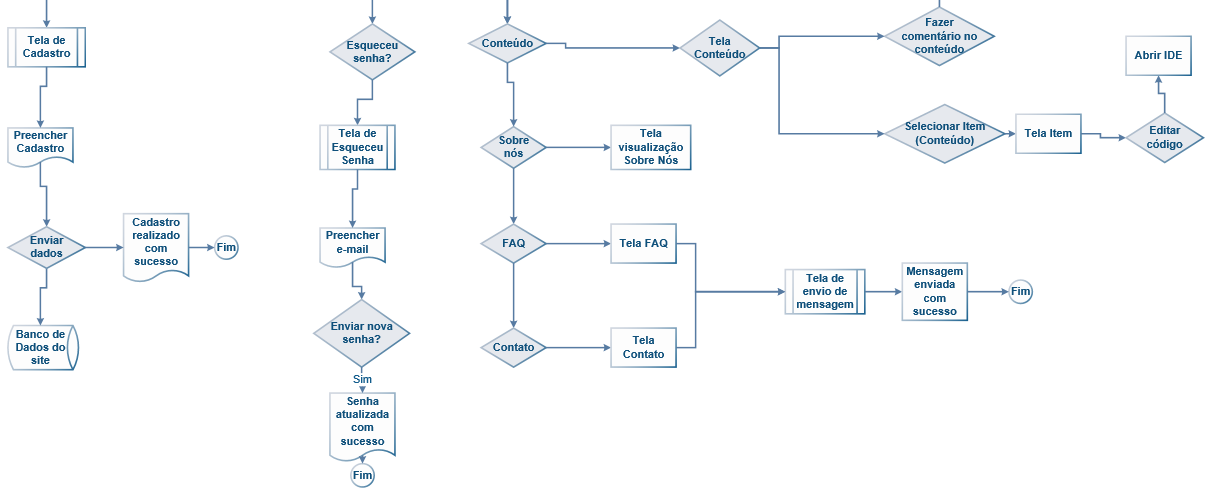 Tela de
Cadastro
Preencher
Cadastro
Enviar
dados
Cadastro
realizado
com
sucesso
Fim
Banco de
Dados do
site
Esqueceu
senha?
Tela de
Esqueceu
Senha
Preencher
e-mail
Enviar nova
senha?
Sim
Senha
atualizada
com
sucesso
Fim
Conteúdo
Tela
Conteúdo
Fazer
comentário no
conteúdo
Selecionar Item
(Conteúdo)
Tela Item
Editar
código
Abrir IDE
Sobre
nós
Tela
visualização
Sobre Nós
FAQ
Tela FAQ
Contato
Tela
Contato
Tela de
envio de
mensagem
Mensagem
enviada
com
sucesso
Fim